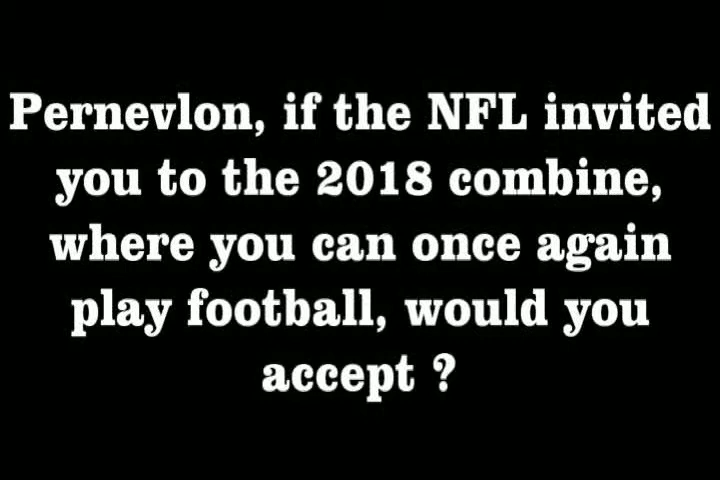 Pernevlon, if the NFL invited
you to the 2018 combine,
where you can once again
play football, would you
accept ?